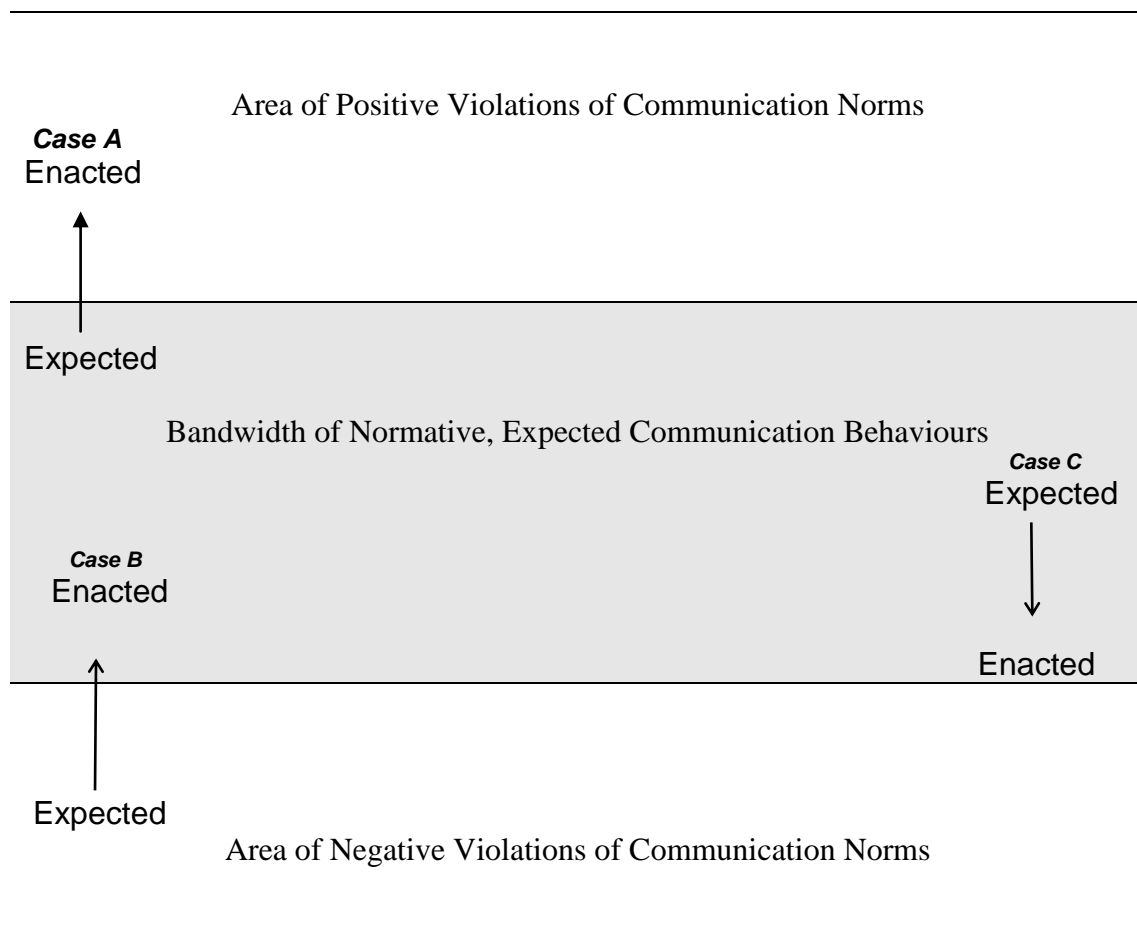 Area of Positive Violations of Communication Norms
Case A
Enacted
Expected
Bandwidth of Normative, Expected Communication Behaviours
Case C
Expected
Case B
Enacted
Enacted
Expected
Area of Negative Violations of Communication Norms